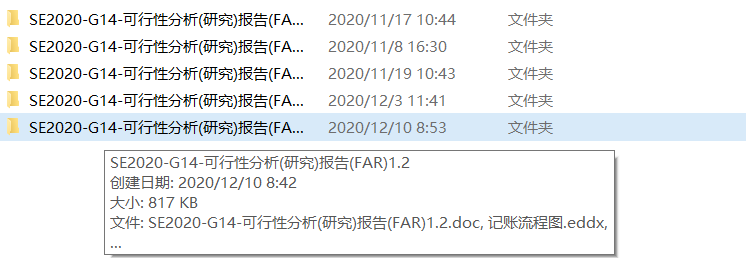 SE2020-G14-可行性分析(研究)报告(FA... 2020/11/17 10:44 文件夹
SE2020-G14-可行性分析(研究)报告(FA... 2020/11/8 16:30 文件夹
SE2020-G14-可行性分析(研究)报告(FA... 2020/11/19 10:43 文件夹
SE2020-G14-可行性分析(研究)报告(FA... 2020/12/3 11:41 文件夹
SE2020-G14-可行性分析(研究)报告(FA... 2020/12/10 8:53 文件夹
SE2020-G14-可行性分析(研究)报告(FAR)1.2
创建日期: 2020/12/10 8:42
大小: 817 KB
文件: SE2020-G14-可行性分析(研究)报告(FAR)1.2.doc, 记账流程图.eddx,
...